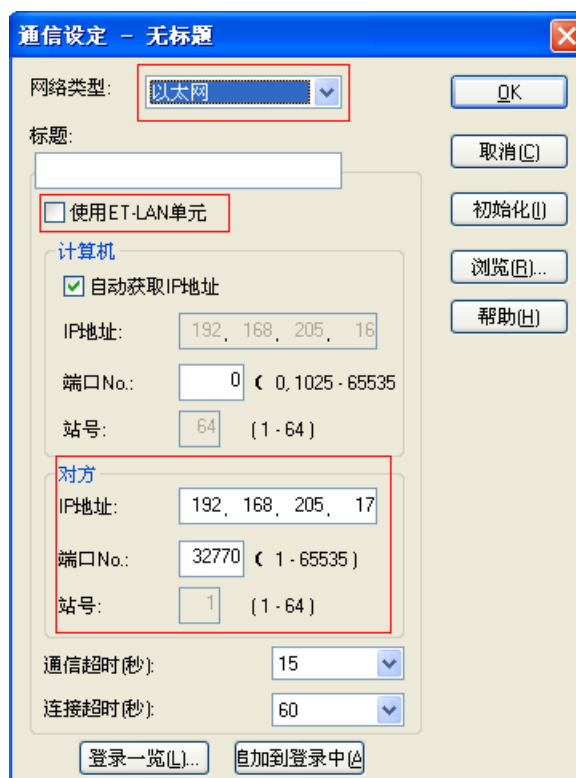 通信设定 - 无标题
网络类型: 以太网
OK
标题:
取消(C)
使用ET-LAN单元
初始化(I)
计算机
自动获取IP地址
浏览(R)...
IP地址: 192. 168. 205. 16
帮助(H)
端口No.: 0 ( 0,1025-65535
站号: 64 (1-64)
对方
IP地址: 192. 168. 205. 17
端口No.: 32770 ( 1-65535)
站号: 1 (1-64)
通信超时(秒): 15
连接超时(秒): 60
登录一览(L)... 追加到登录中(A